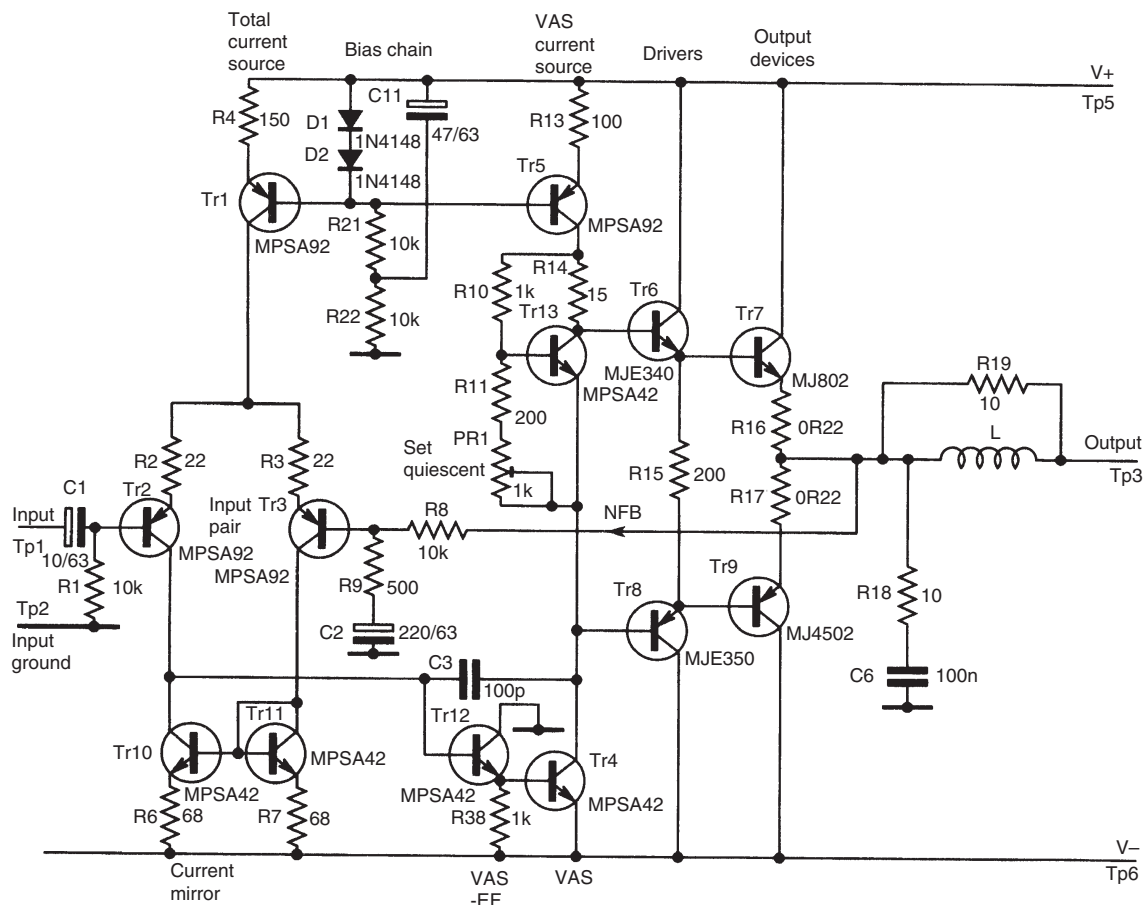 Total
current
source
Bias chain
VAS
current
source
Drivers
Output
devices
V+
Tp5
R4
150
D1
1N4148
D2
1N4148
C11
47/63
R13
100
Tr1
MPSA92
R21
10k
R22
10k
Tr5
MPSA92
R10
1k
R14
15
Tr13
MPSA42
R11
200
PR1
1k
Set
quiescent
Tr6
MJE340
Tr7
MJ802
R16
0R22
R15
200
R17
0R22
R19
10
L
Output
Tp3
R2
22
R3
22
Input
Tp1
C1
10/63
Tr2
MPSA92
Input
pair
Tr3
MPSA92
R1
10k
Tp2
Input
ground
R8
10k
NFB
R9
500
C2
220/63
Tr8
MJE350
Tr9
MJ4502
R18
10
C6
100n
C3
100p
Tr10
MPSA42
Tr11
MPSA42
Tr12
MPSA42
Tr4
MPSA42
R6
68
R7
68
R38
1k
V–
Tp6
Current
mirror
VAS
-EF
VAS